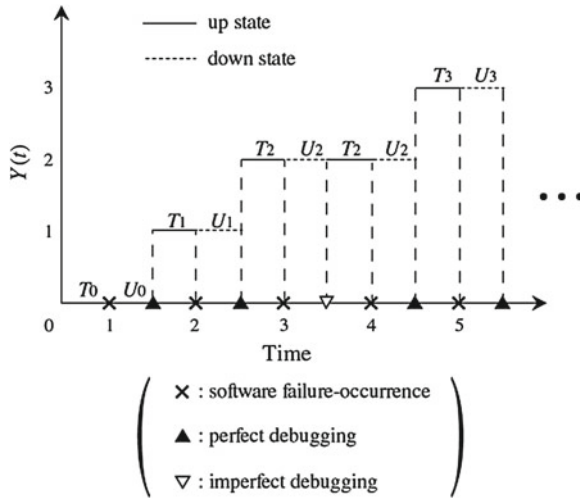 up state
down state
Y(t)
3
2
1
0
T3 U3
T2 U2 T2 U2
T1 U1
T0 U0
1 2 3 4 5
Time
: software failure-occurrence
: perfect debugging
: imperfect debugging